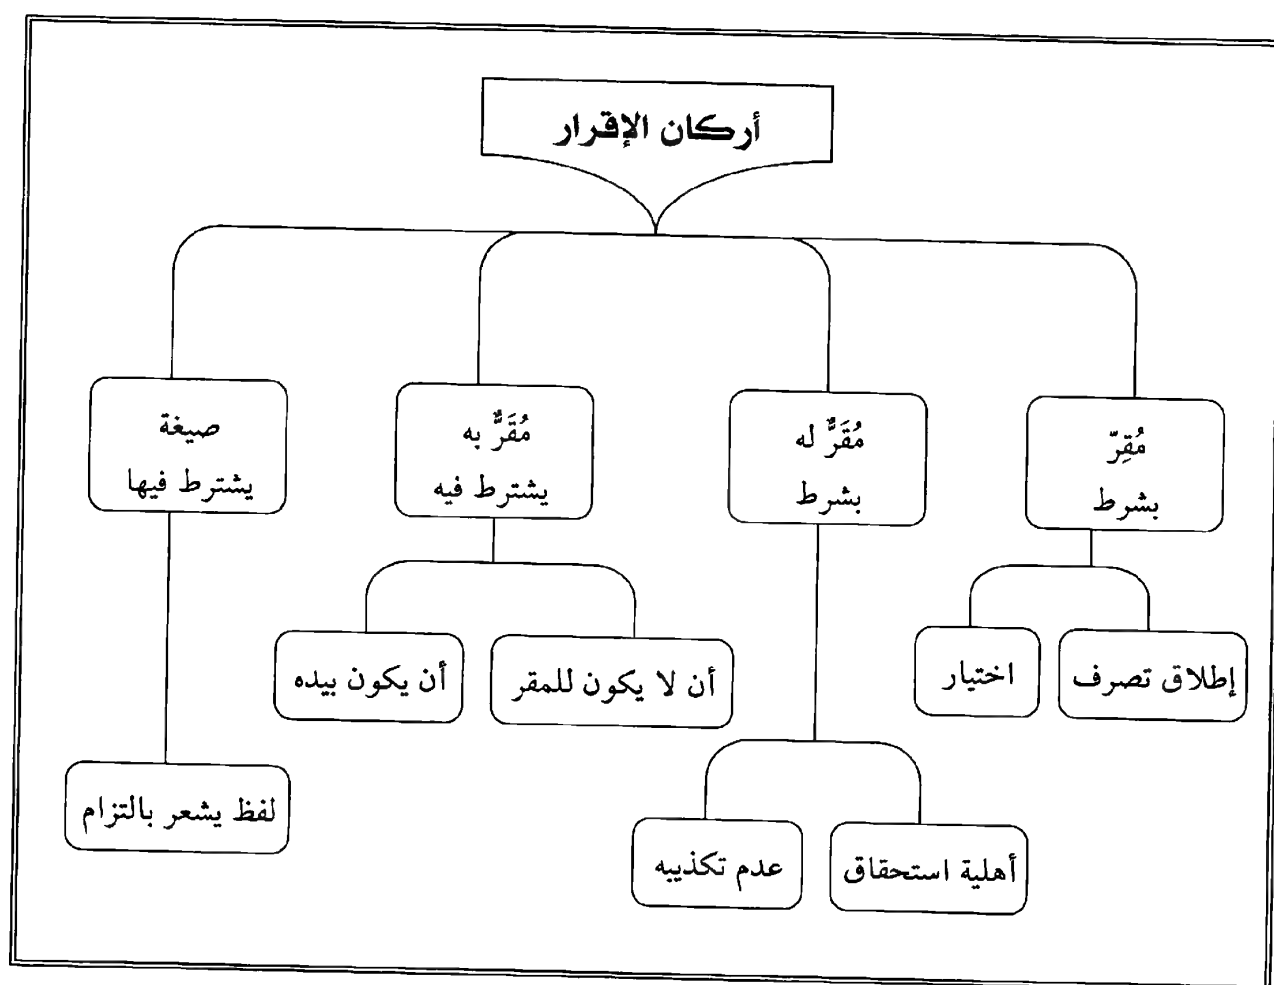 أركان الإقرار
مُقِرّ
بشرط
مُقَرٌّ له
بشرط
مُقَرٌّ به
يشترط فيه
صيغة
يشترط فيها
إطلاق تصرف
اختيار
أن لا يكون للمقر
أن يكون بيده
أهلية استحقاق
عدم تكذيبه
لفظ يشعر بالتزام